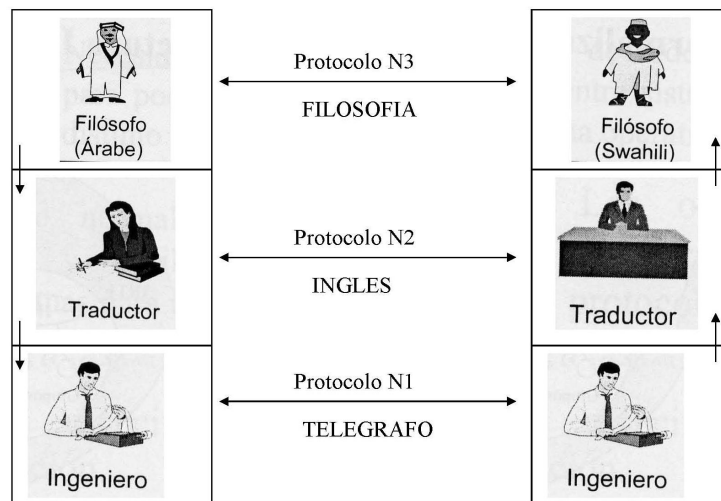 Protocolo N3
FILOSOFIA
Filósofo
(Árabe)
Filósofo
(Swahili)
Protocolo N2
INGLES
Traductor
Traductor
Protocolo N1
TELEGRAFO
Ingeniero
Ingeniero